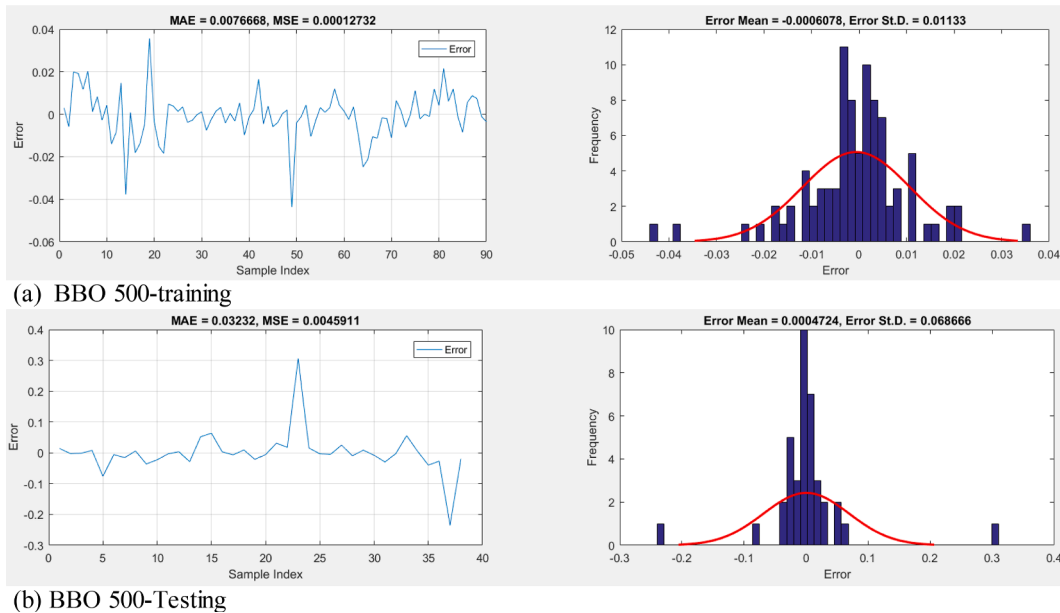 MAE = 0.0076668, MSE = 0.00012732
0.04
0.02
0
-0.02
-0.04
-0.06
Error
Error
0 10 20 30 40 50 60 70 80 90
Sample Index
Error Mean = -0.0006078, Error St.D. = 0.01133
12
10
8
6
4
2
0
Frequency
-0.05 -0.04 -0.03 -0.02 -0.01 0 0.01 0.02 0.03 0.04
Error
(a) BBO 500-training
MAE = 0.03232, MSE = 0.0045911
0.4
0.3
0.2
0.1
0
-0.1
-0.2
-0.3
Error
Error
0 5 10 15 20 25 30 35 40
Sample Index
Error Mean = 0.0004724, Error St.D. = 0.068666
10
8
6
4
2
0
Frequency
-0.3 -0.2 -0.1 0 0.1 0.2 0.3 0.4
Error
(b) BBO 500-Testing